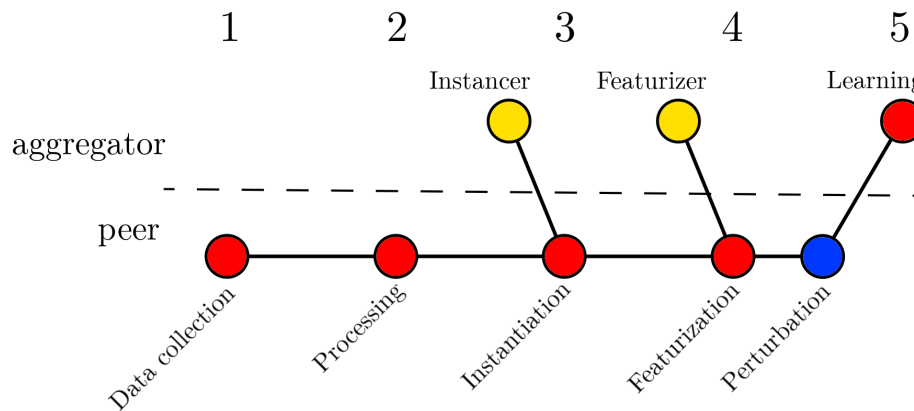 1 2 3 4 5
Instancer Featurizer Learning
aggregator
peer
Data collection
Processing
Instantiation
Featurization
Perturbation